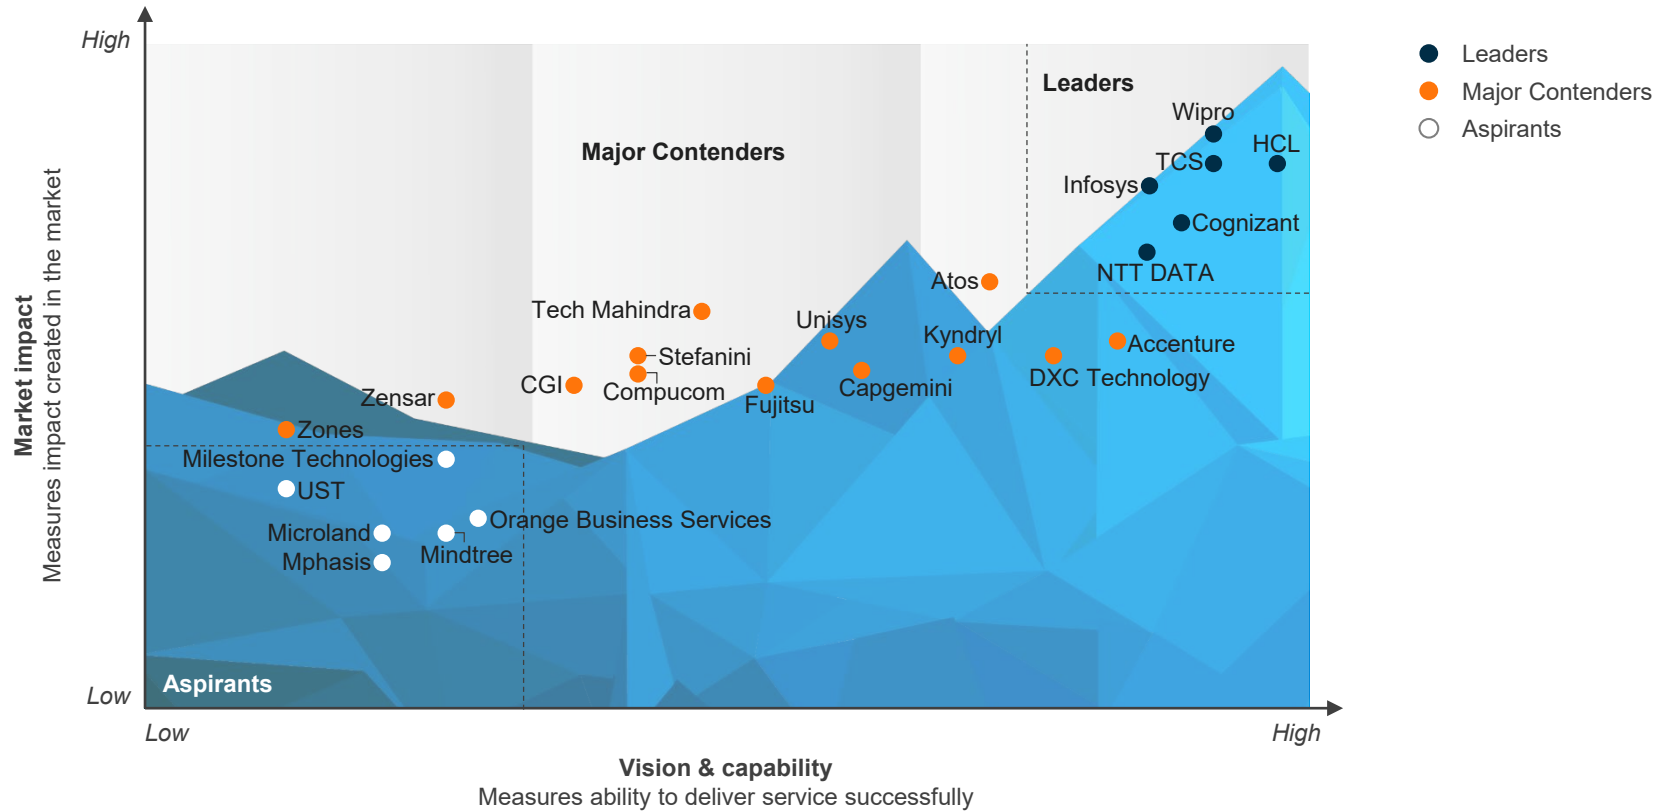 High
Leaders
Leaders
Major Contenders
Aspirants
Wipro
HCL
Major Contenders
TCS
Infosys
Cognizant
NTT DATA
Atos
Tech Mahindra
Unisys
Kyndryl
Accenture
Stefanini
DXC Technology
CGI
Compucom
Capgemini
Fujitsu
Zensar
Zones
Milestone Technologies
UST
Orange Business Services
Microland
Mindtree
Mphasis
Aspirants
Market impact
Measures impact created in the market
Low
Low
High
Vision & capability
Measures ability to deliver service successfully